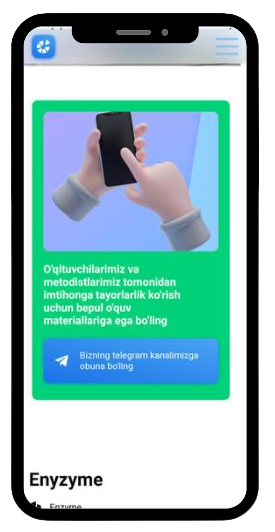 O'qituvchilarimiz va
metodistlarimiz tomonidan
imtihonga tayorlarlik ko'rish
uchun bepul o'quv
materiallariga ega bo'ling
Bizning telegram kanalimizga
obuna bo'ling
Enyzyme
Enzyme